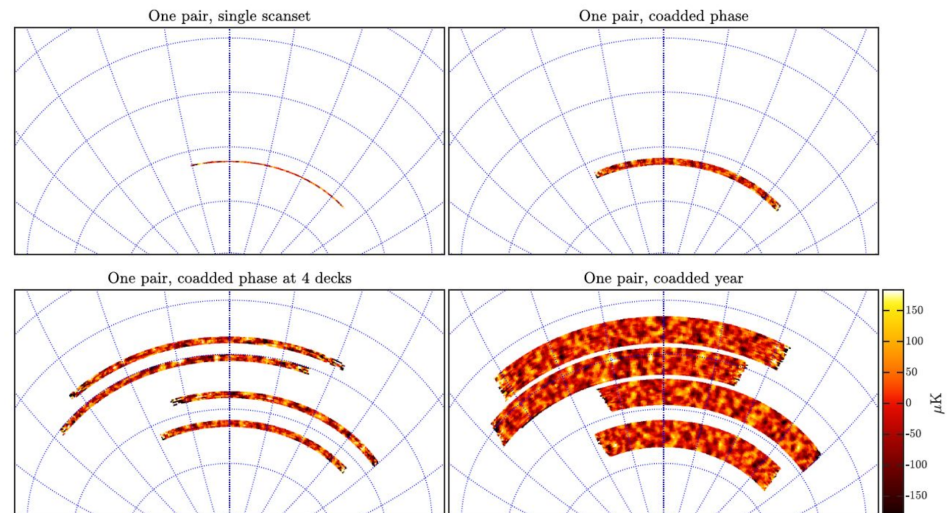 One pair, single scanset
One pair, coadded phase
One pair, coadded phase at 4 decks
One pair, coadded year
150
100
50
0
-50
-100
-150
μK